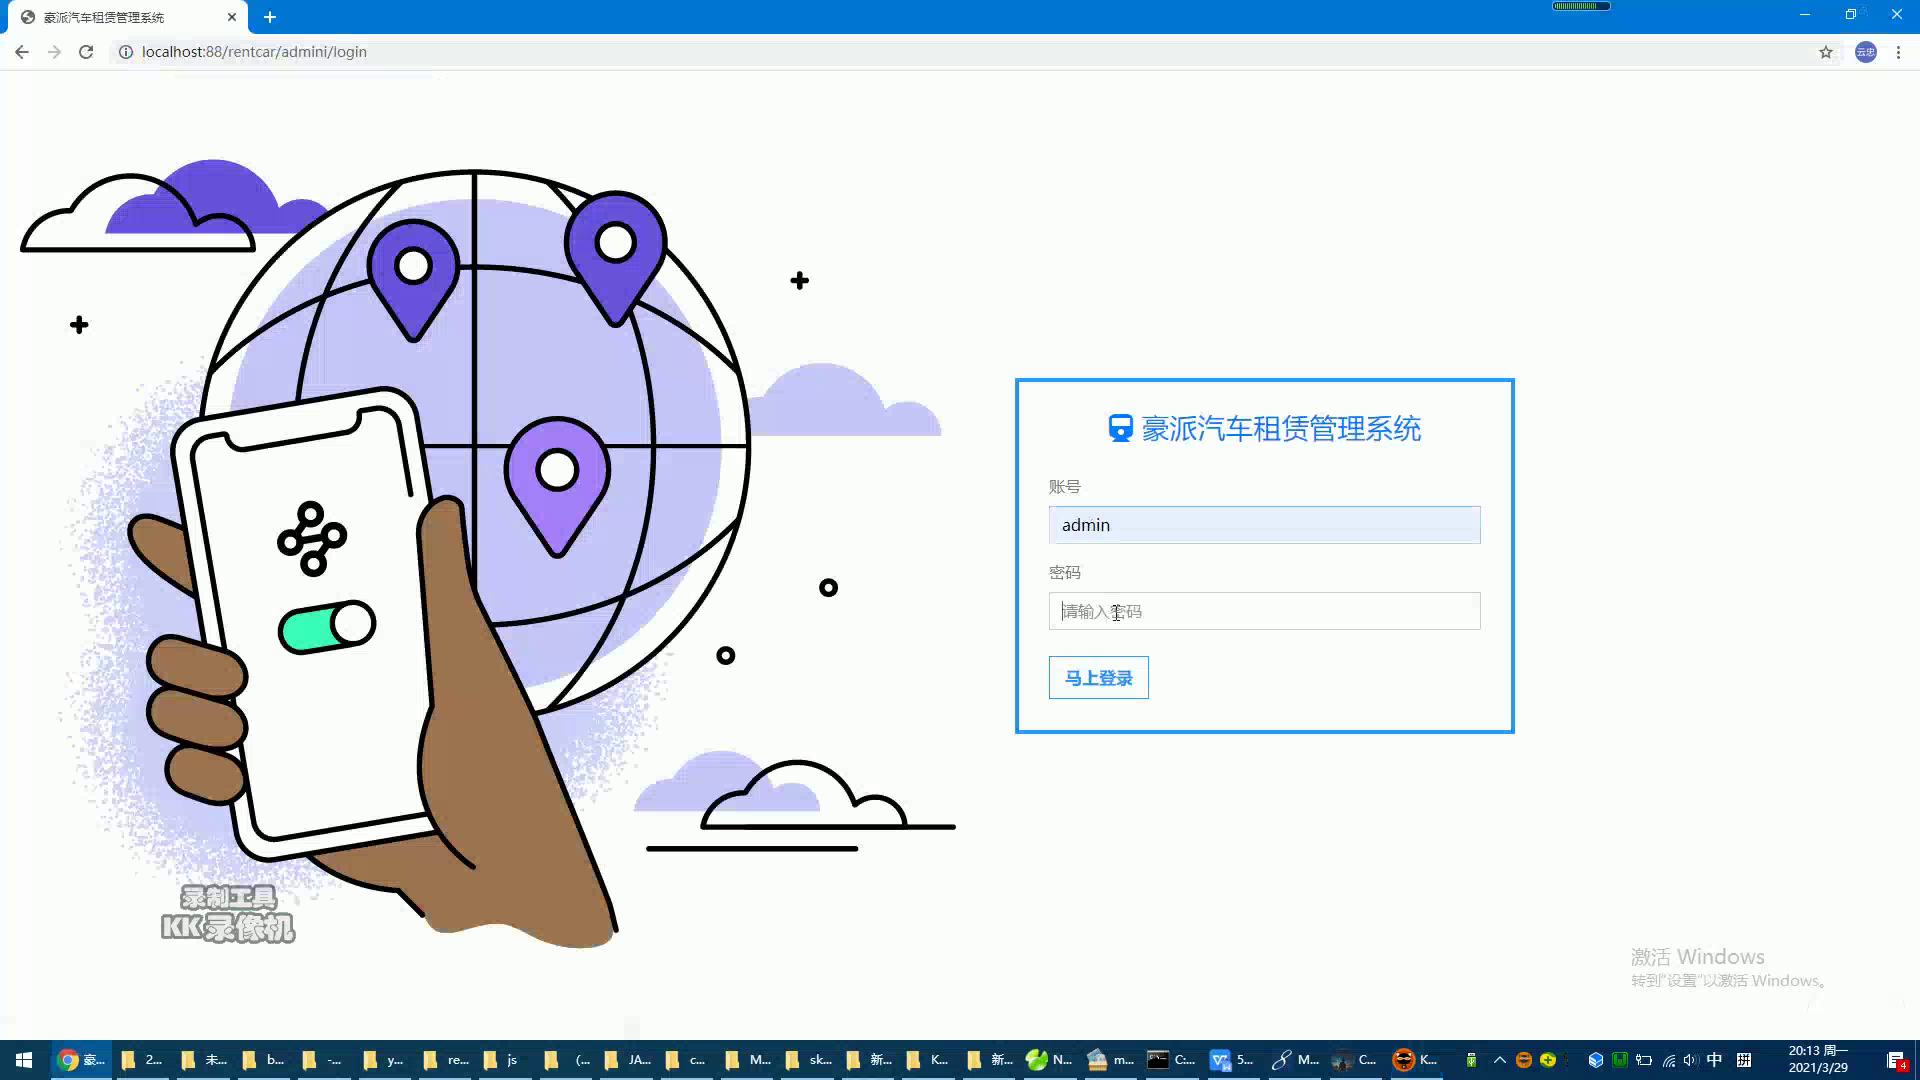 豪派汽车租赁管理系统
localhost:88/rentcar/admini/login
云忠
豪派汽车租赁管理系统
账号
admin
密码
请输入密码
马上登录
录制工具
KK录像机
激活 Windows
转到"设置"以激活 Windows。
豪...
2...
未...
b...
-...
y...
re...
js
(...
JA...
c...
M...
sk...
新...
K...
新...
N...
m...
C:...
5...
M...
C...
K...
中
拼
20:13 周一
2021/3/29
4